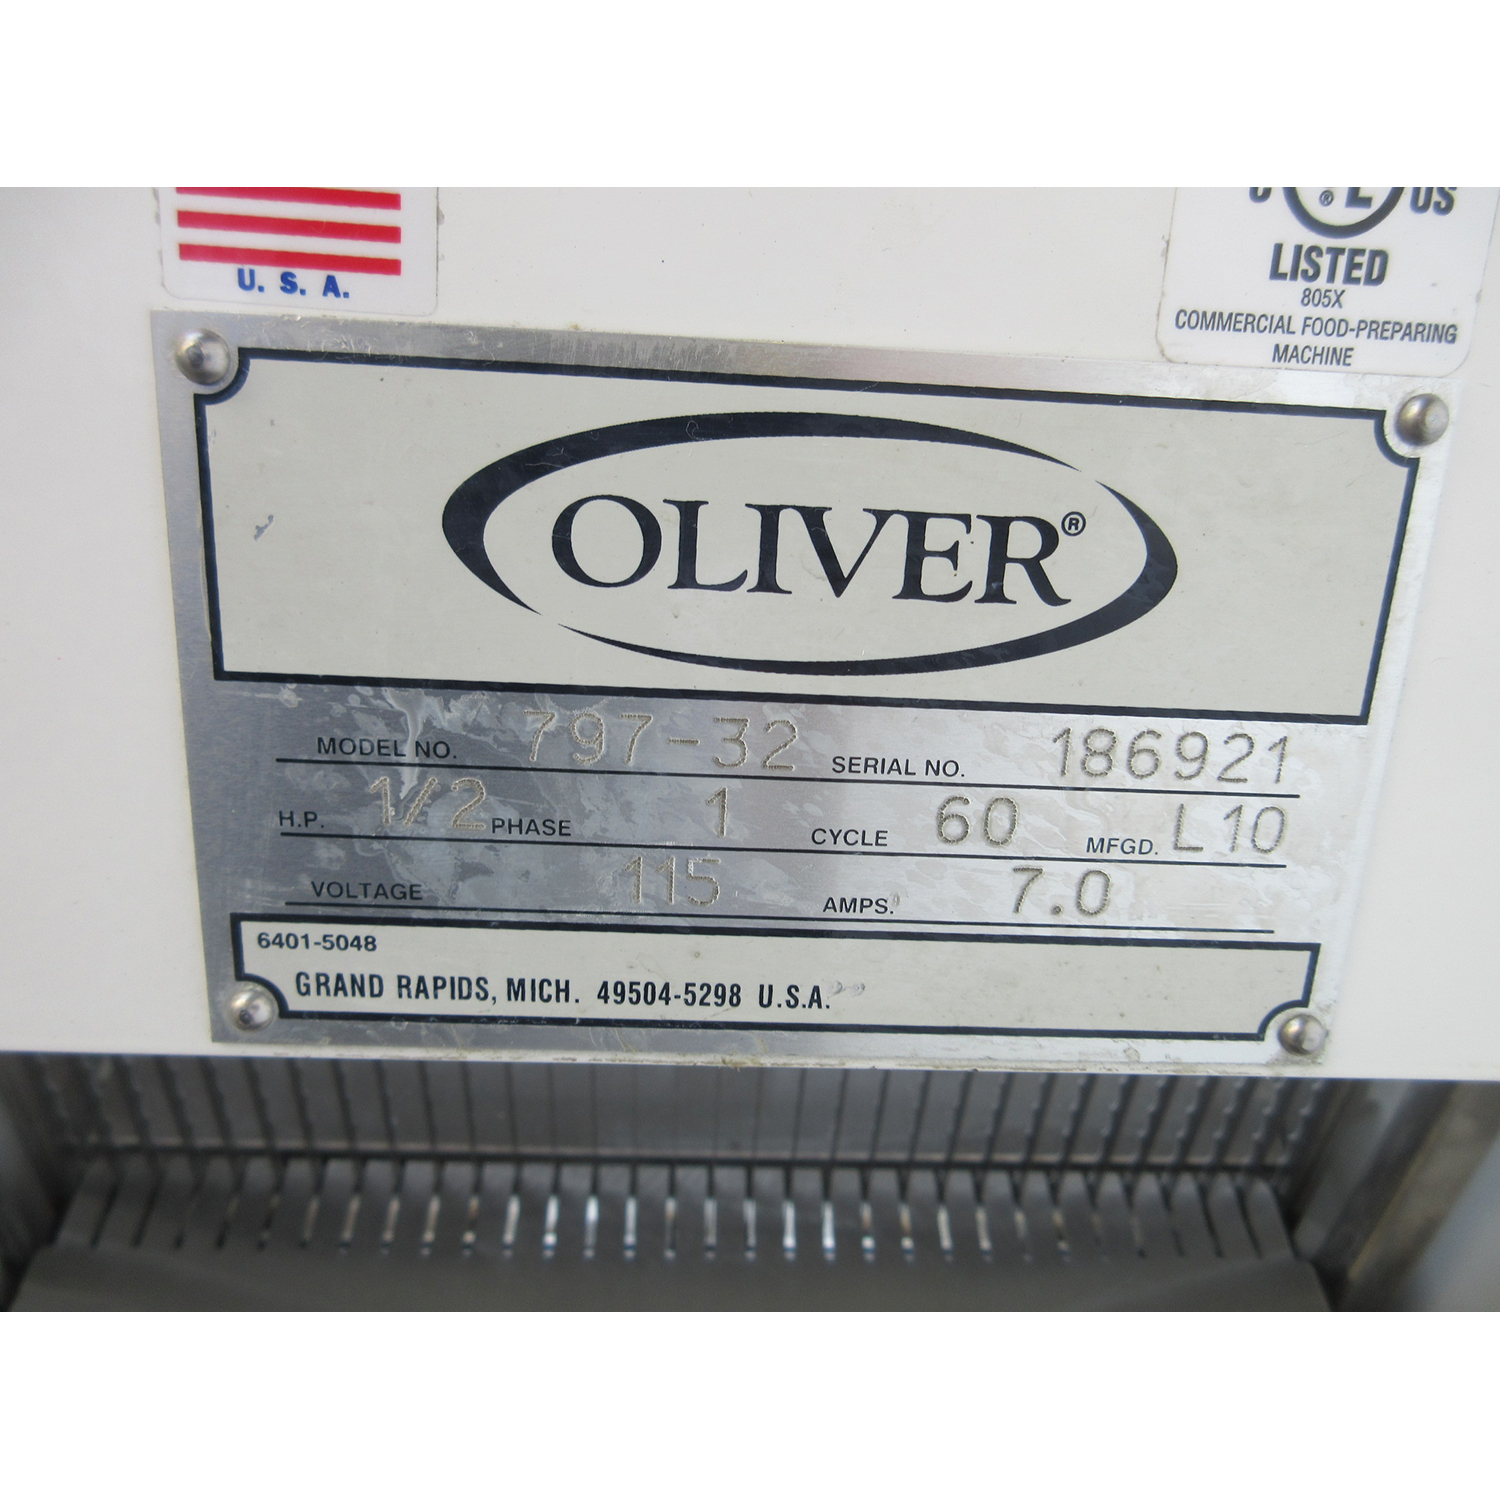 U. S. A.
C ® L US
LISTED
805X
COMMERCIAL FOOD-PREPARING
MACHINE
OLIVER®
MODEL NO. 797-32 SERIAL NO. 186921
H.P. 1/2 PHASE 1 CYCLE 60 MFGD. L10
VOLTAGE 115 AMPS. 7.0
6401-5048
GRAND RAPIDS, MICH. 49504-5298 U.S.A.